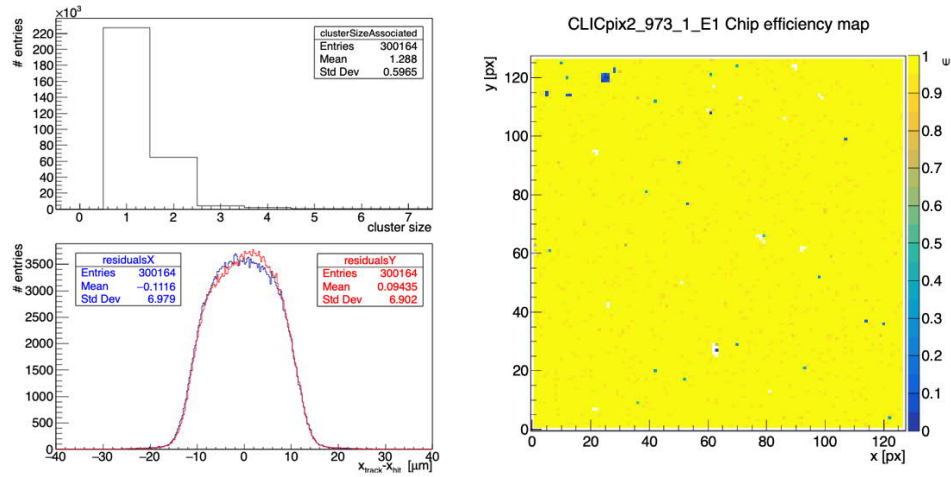 ×10³
# entries
220
200
180
160
140
120
100
80
60
40
20
0
clusterSizeAssociated
Entries 300164
Mean 1.288
Std Dev 0.5965
0 1 2 3 4 5 6 7
cluster size
# entries
3500
3000
2500
2000
1500
1000
500
0
residualsX
Entries 300164
Mean −0.1116
Std Dev 6.979
residualsY
Entries 300164
Mean 0.09435
Std Dev 6.902
−40 −30 −20 −10 0 10 20 30 40
x_track-x_hit [μm]
CLICpix2_973_1_E1 Chip efficiency map
y [px]
120
100
80
60
40
20
0
0 20 40 60 80 100 120
x [px]
1
0.9
0.8
0.7
0.6
0.5
0.4
0.3
0.2
0.1
0
ε